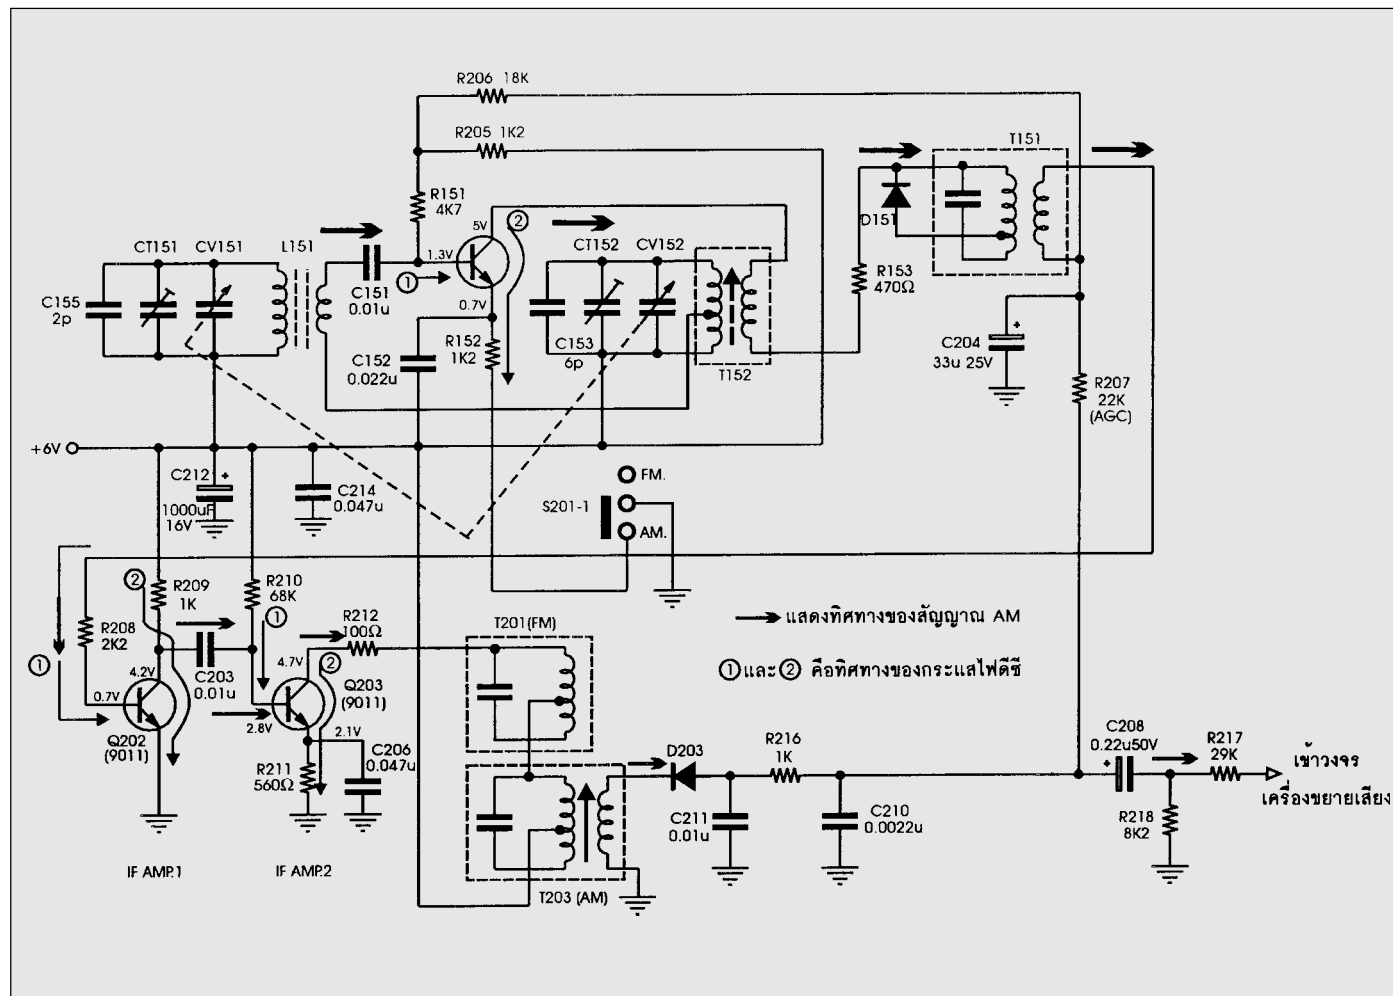 R206 18K
R205 1K2
T151
R151
4K7
②
5V
D151
CT151 CV151 L151
1.3V
CT152 CV152
①
R153
470Ω
C155
2p
C151
0.01u
0.7V
C152
0.022u
R152
1K2
C153
6p
T152
+
C204
33u 25V
R207
22K
(AGC)
+6V
C212 +
1000uF
16V
C214
0.047u
FM.
S201-1
AM.
②
R209
1K
R210
68K
①
R208
2K2
R212
100Ω
T201(FM)
แสดงทิศทางของสัญญาณ AM
①
4.2V
C203
0.01u
4.7V
②
①และ② คือทิศทางของกระแสไฟดีซี
0.7V
Q203
(9011)
2.8V
2.1V
Q202
(9011)
C206
0.047u
R211
560Ω
D203
R216
1K
C208
0.22u50V
+
R217
29K
เข้าวงจร
เครื่องขยายเสียง
C211
0.01u
C210
0.0022u
R218
8K2
IF AMP.1
IF AMP.2
T203 (AM)